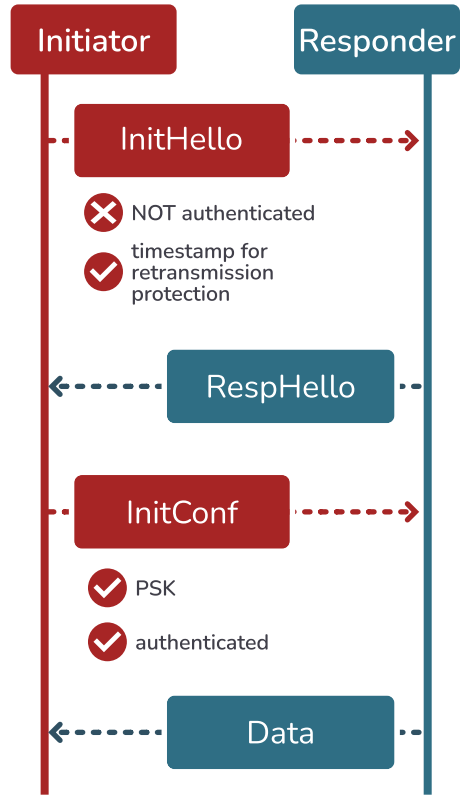 Initiator
Responder
InitHello
NOT authenticated
timestamp for
retransmission
protection
RespHello
InitConf
PSK
authenticated
Data